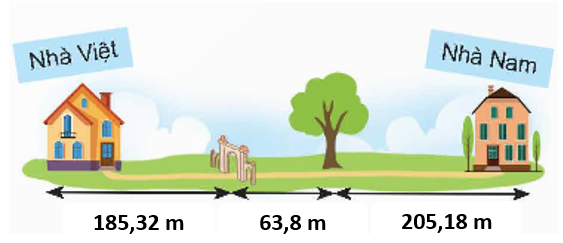 Nhà Việt
Nhà Nam
185,32 m
63,8 m
205,18 m